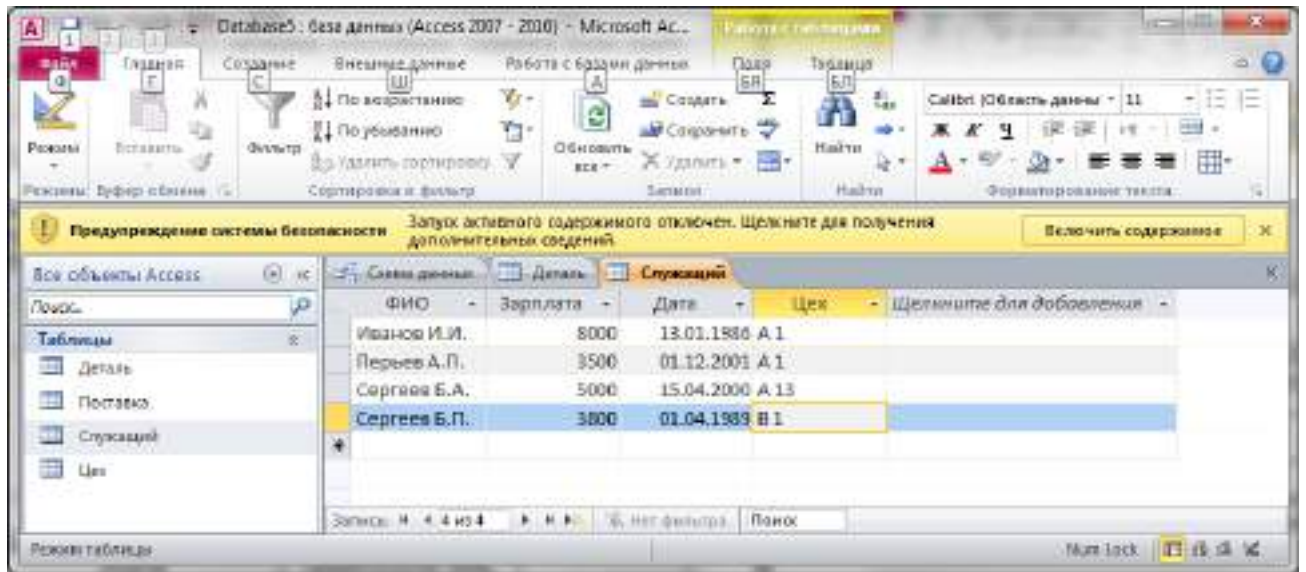 Database5 : база данных (Access 2007 - 2010) - Microsoft Ac... Работа с таблицами
1
Файл Главная Создание Внешние данные Работа с базами данных Поля Таблица
Ф Г С Ш А БЯ БЛ
Режимы
Вставить
Фильтр
По возрастанию
По убыванию
Удалить сортировку
Обновить все
Создать
Сохранить
Удалить
Найти
Calibri (Область данны 11
Ж К Ч
Режимы Буфер обмена Сортировка и фильтр Записи Найти Форматирование текста
Предупреждение системы безопасности Запуск активного содержимого отключен. Щелкните для получения
дополнительных сведений. Включить содержимое
Все объекты Access Схема данных Деталь Служащий
Поиск... ФИО Зарплата Дата Цех Щелкните для добавления
Таблицы
Деталь
Поставка
Служащий
Цех
Иванов И.И. 8000 13.01.1986 А 1
Перьев А.П. 3500 01.12.2001 А 1
Сергеев Б.А. 5000 15.04.2000 А 13
Сергеев Б.П. 3800 01.04.1989 В 1
Запись: 4 из 4 Нет фильтра Поиск
Режим таблицы Num Lock